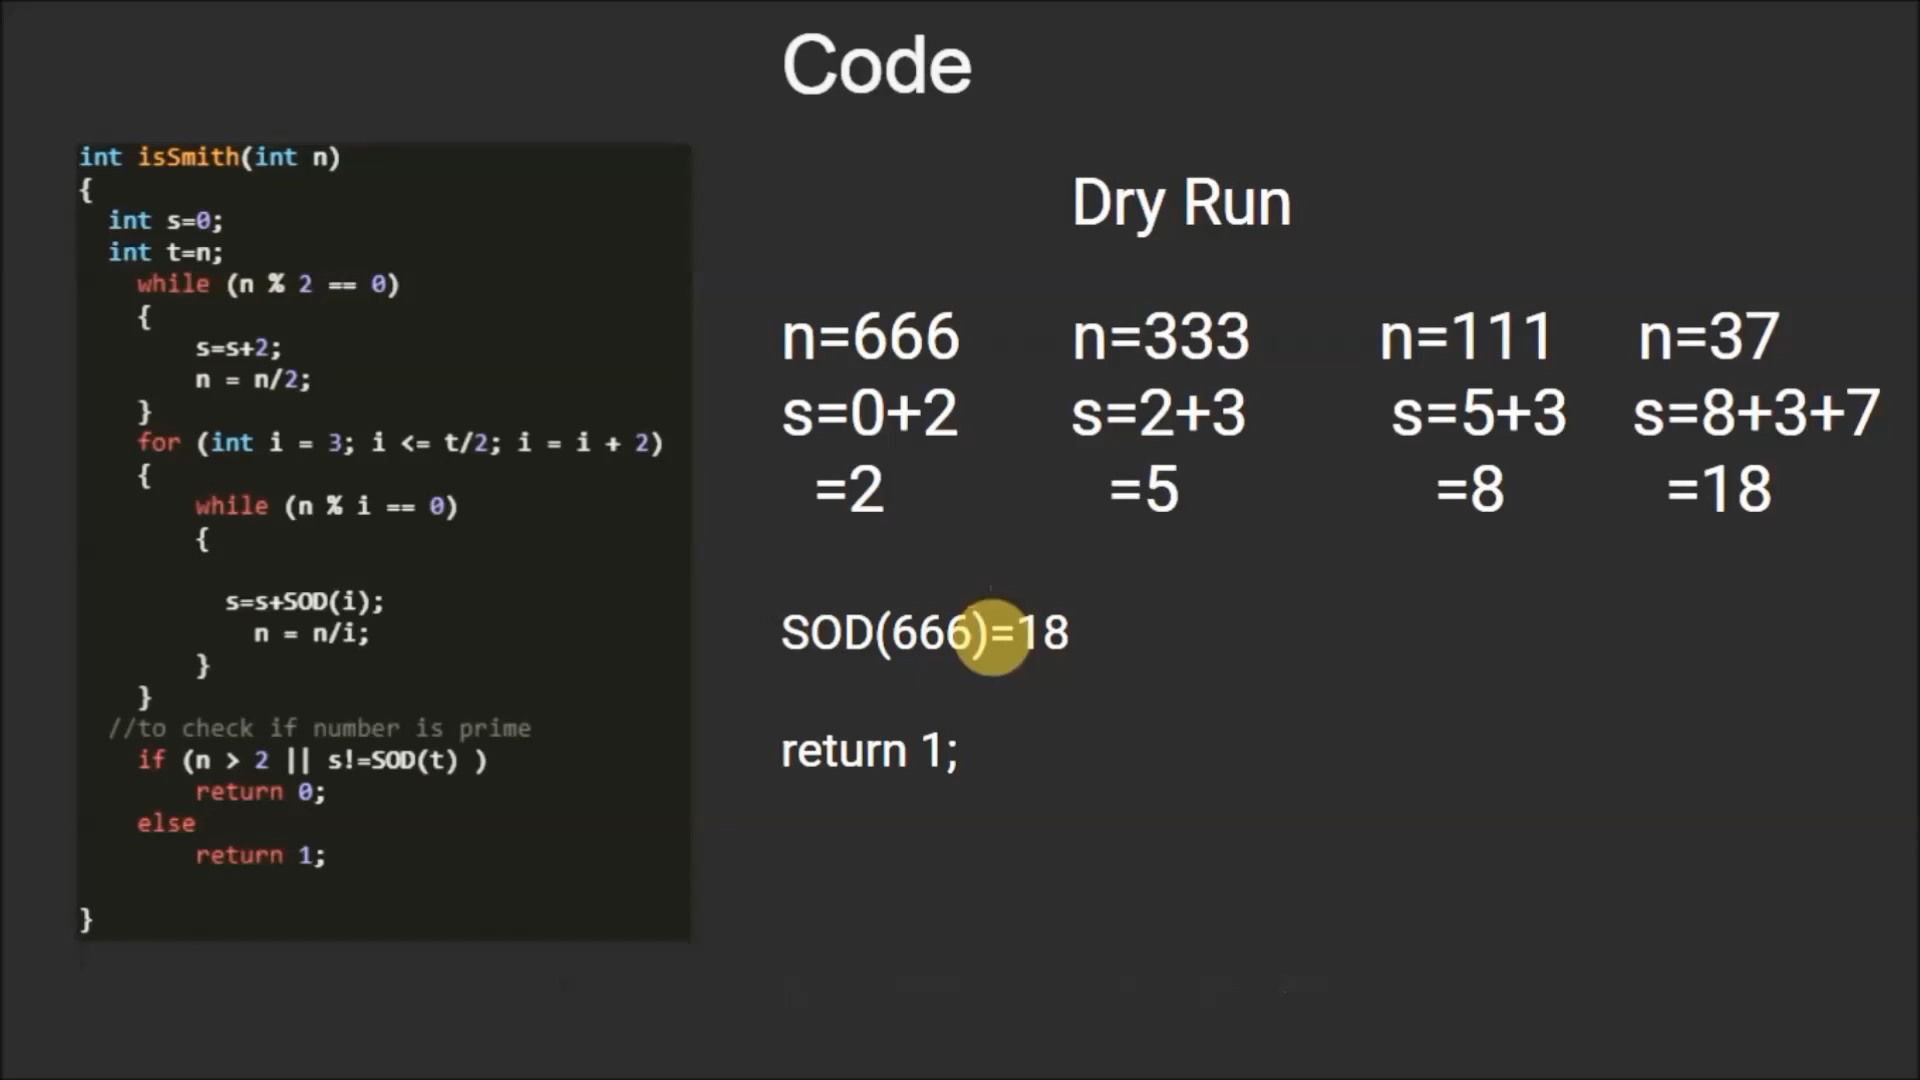 Code
int isSmith(int n)
{
int s=0;
int t=n;
while (n % 2 == 0)
{
s=s+2;
n = n/2;
}
for (int i = 3; i <= t/2; i = i + 2)
{
while (n % i == 0)
{
s=s+SOD(i);
n = n/i;
}
}
//to check if number is prime
if (n > 2 || s!=SOD(t) )
return 0;
else
return 1;
}
Dry Run
n=666 n=333 n=111 n=37
s=0+2 s=2+3 s=5+3 s=8+3+7
=2 =5 =8 =18
SOD(666)=18
return 1;